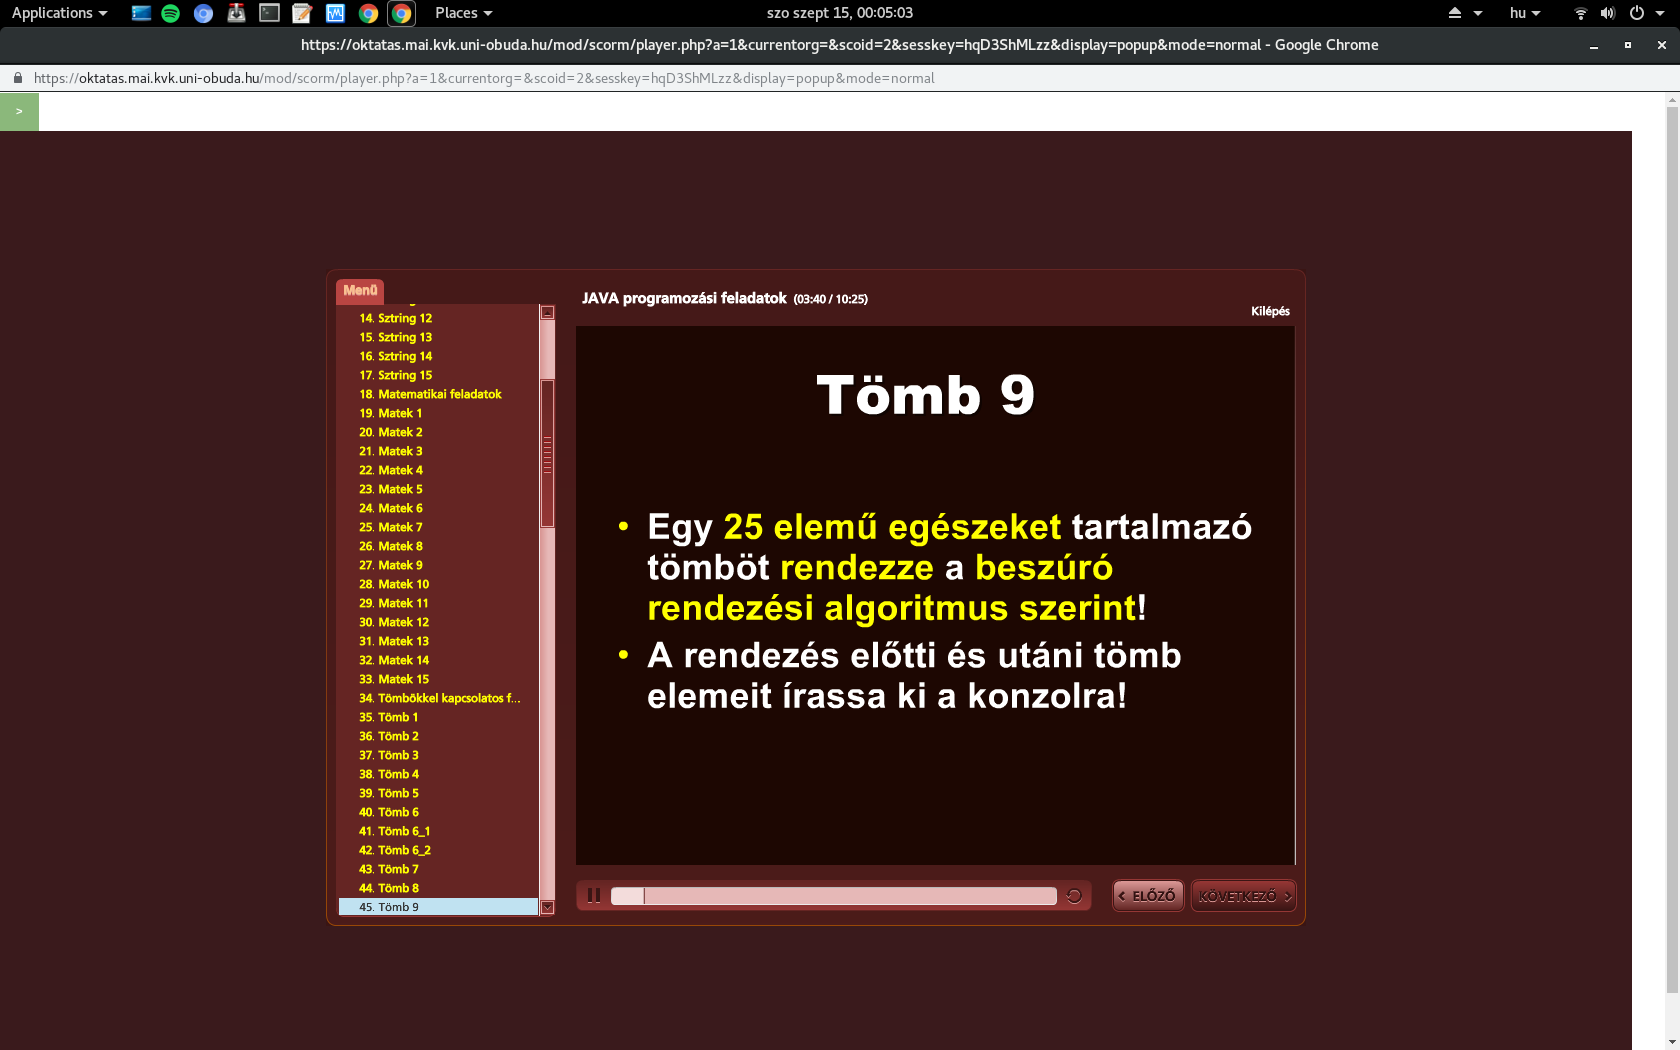 Applications
Places
szo szept 15, 00:05:03
hu
https://oktatas.mai.kvk.uni-obuda.hu/mod/scorm/player.php?a=1&currentorg=&scoid=2&sesskey=hqD3ShMLzz&display=popup&mode=normal - Google Chrome
https://oktatas.mai.kvk.uni-obuda.hu/mod/scorm/player.php?a=1&currentorg=&scoid=2&sesskey=hqD3ShMLzz&display=popup&mode=normal
>
Menü
14. Sztring 12
15. Sztring 13
16. Sztring 14
17. Sztring 15
18. Matematikai feladatok
19. Matek 1
20. Matek 2
21. Matek 3
22. Matek 4
23. Matek 5
24. Matek 6
25. Matek 7
26. Matek 8
27. Matek 9
28. Matek 10
29. Matek 11
30. Matek 12
31. Matek 13
32. Matek 14
33. Matek 15
34. Tömbökkel kapcsolatos f...
35. Tömb 1
36. Tömb 2
37. Tömb 3
38. Tömb 4
39. Tömb 5
40. Tömb 6
41. Tömb 6_1
42. Tömb 6_2
43. Tömb 7
44. Tömb 8
45. Tömb 9
JAVA programozási feladatok (03:40 / 10:25)
Kilépés
Tömb 9
• Egy 25 elemű egészeket tartalmazó
tömböt rendezze a beszúró
rendezési algoritmus szerint!
• A rendezés előtti és utáni tömb
elemeit írassa ki a konzolra!
< ELŐZŐ
KÖVETKEZŐ >